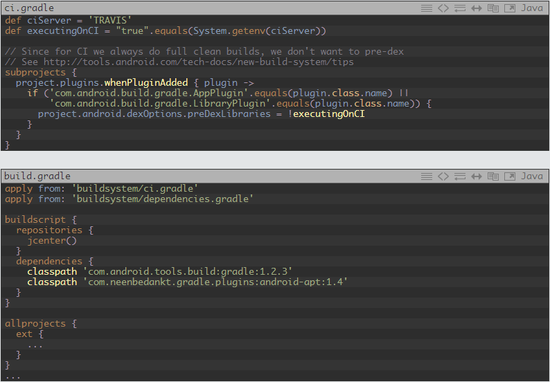 ci.gradle Java
def ciServer = 'TRAVIS'
def executingOnCI = "true".equals(System.getenv(ciServer))
// Since for CI we always do full clean builds, we don't want to pre-dex
// See http://tools.android.com/tech-docs/new-build-system/tips
subprojects {
  project.plugins.whenPluginAdded { plugin ->
    if ('com.android.build.gradle.AppPlugin'.equals(plugin.class.name) ||
        'com.android.build.gradle.LibraryPlugin'.equals(plugin.class.name)) {
      project.android.dexOptions.preDexLibraries = !executingOnCI
    }
  }
}
build.gradle Java
apply from: 'buildsystem/ci.gradle'
apply from: 'buildsystem/dependencies.gradle'
buildscript {
  repositories {
    jcenter()
  }
  dependencies {
    classpath 'com.android.tools.build:gradle:1.2.3'
    classpath 'com.neenbedankt.gradle.plugins:android-apt:1.4'
  }
}
allprojects {
  ext {
    ...
  }
}
...